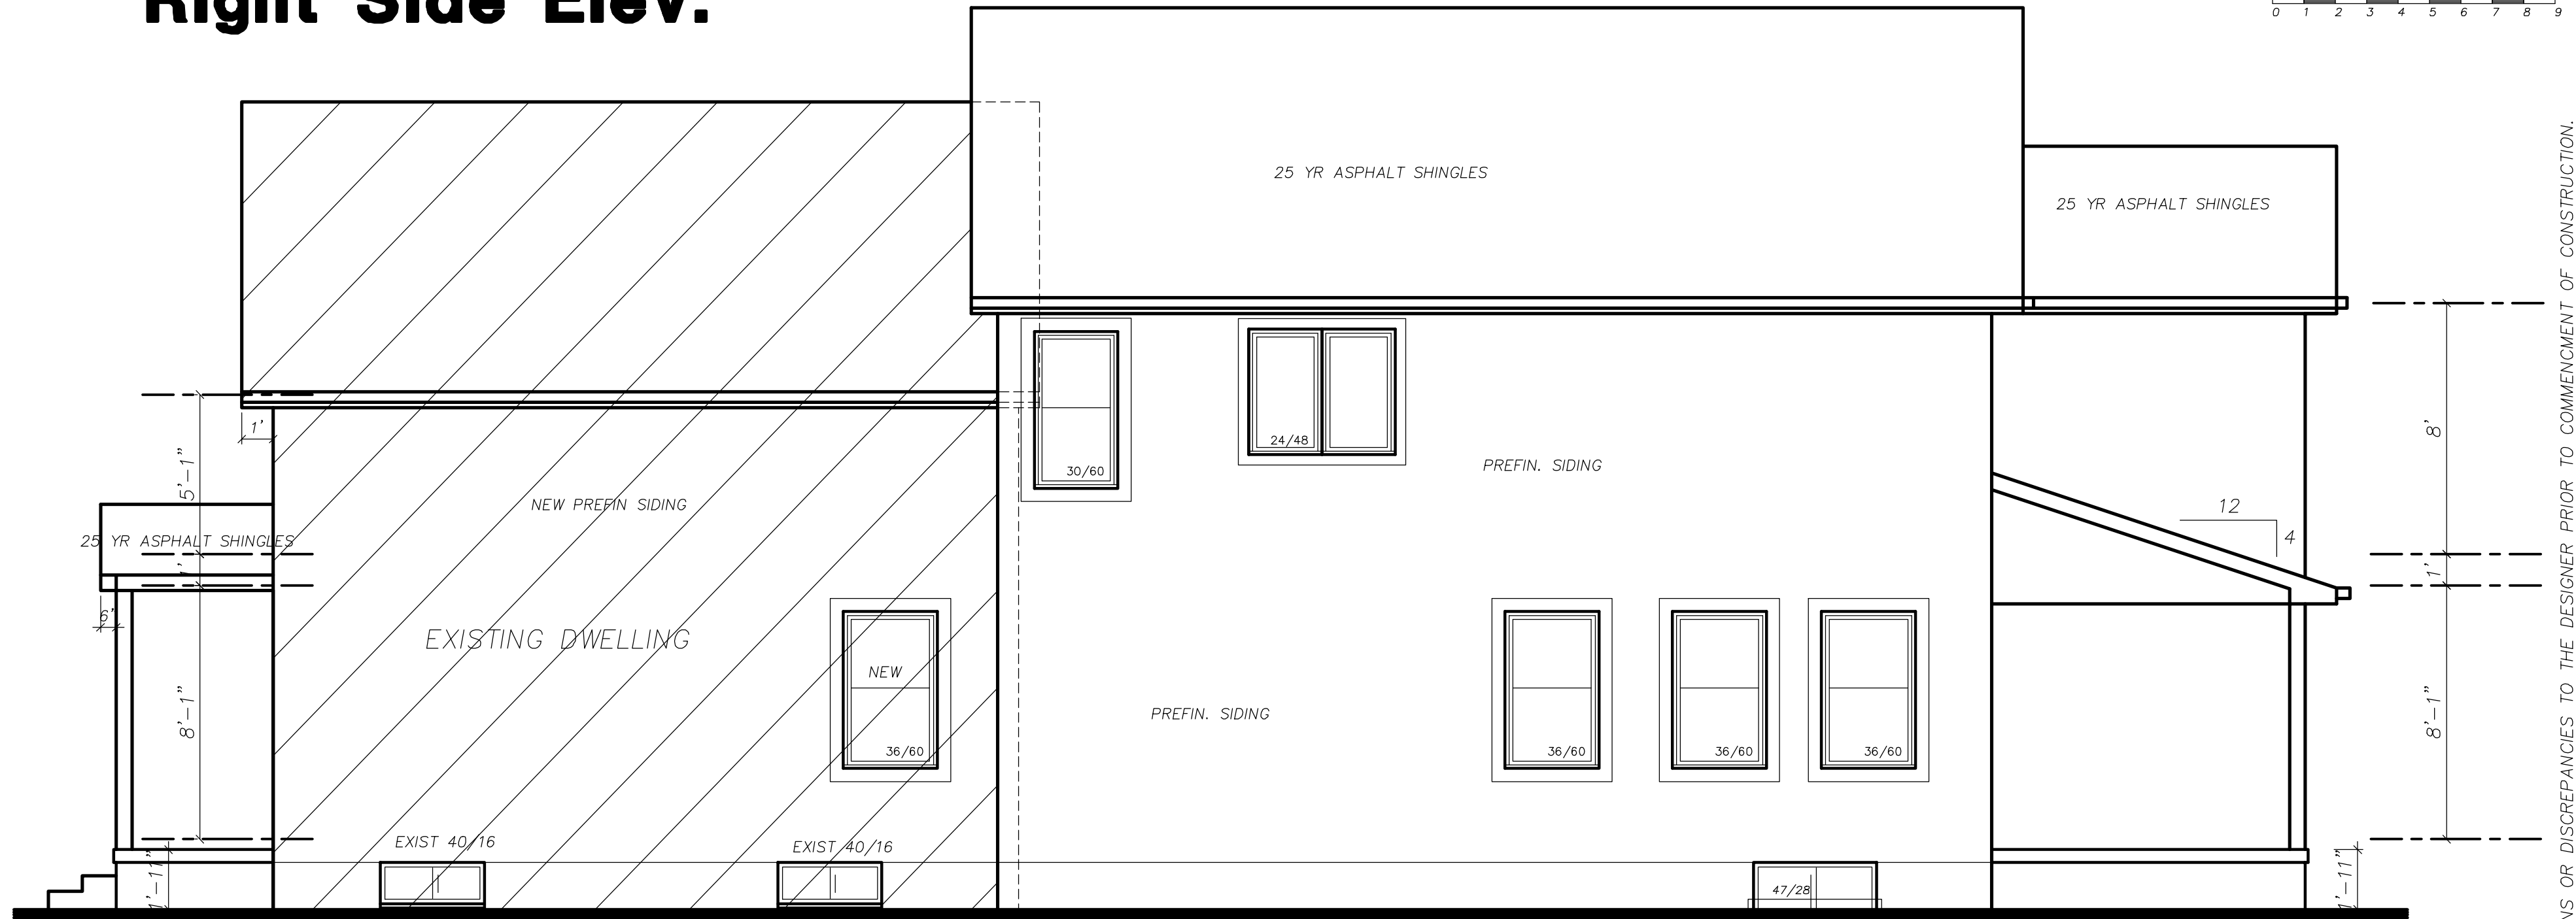 Right Side Elev.
0 1 2 3 4 5 6 7 8 9
25 YR ASPHALT SHINGLES
25 YR ASPHALT SHINGLES
1'
5'-1"
8'
30/60
24/48
PREFIN. SIDING
NEW PREFIN SIDING
12
4
25 YR ASPHALT SHINGLES
1'
1'
6"
EXISTING DWELLING
NEW
8'-1"
8'-1"
PREFIN. SIDING
36/60
36/60
36/60
36/60
EXIST 40/16
EXIST 40/16
1'-11"
47/28
1'-11"
OR DISCREPANCIES TO THE DESIGNER PRIOR TO COMMENCMENT OF CONSTRUCTION.